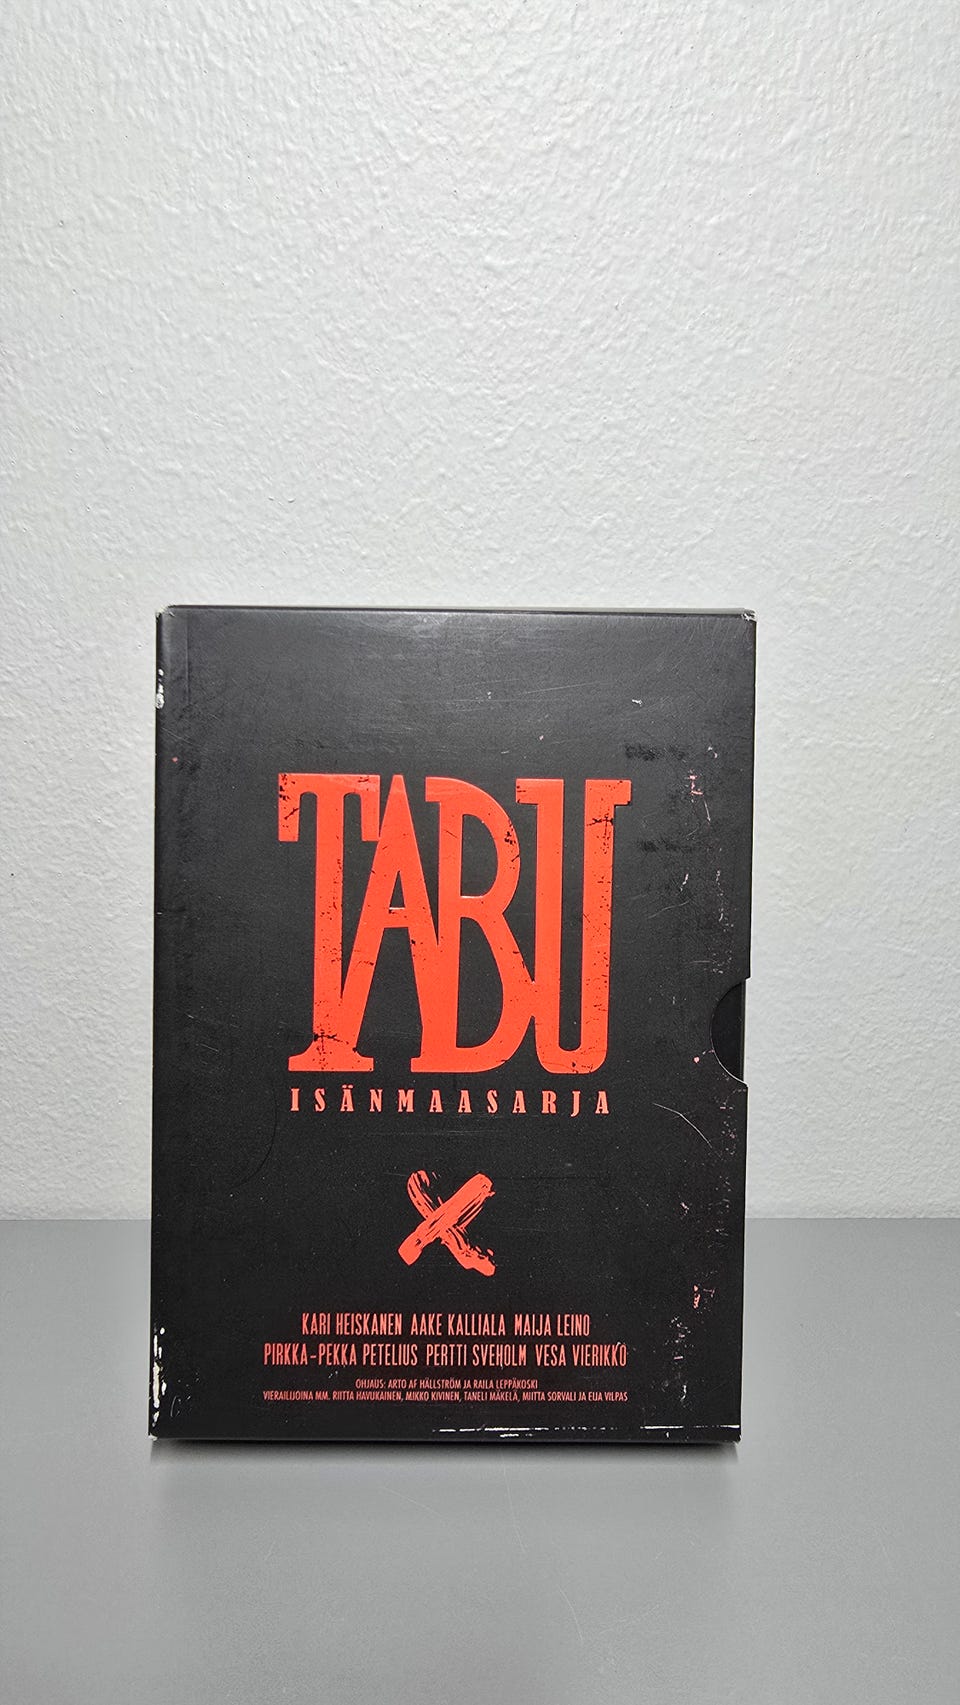 TABU
ISÄNMAASARJA
KARI HEISKANEN AAKE KALLIALA MAIJA LEINO
PIRKKA-PEKKA PETELIUS PERTTI SVEHOLM VESA VIERIKKO
OHJAUS: ARTO AF HÄLLSTRÖM JA RAILA LEPPÄKOSKI
VIERAILIJOINA MM. RIITTA HAVUKAINEN, MIKKO KIVINEN, TANELI MÄKELÄ, MIITTA SORVALI JA EIJA VILPAS